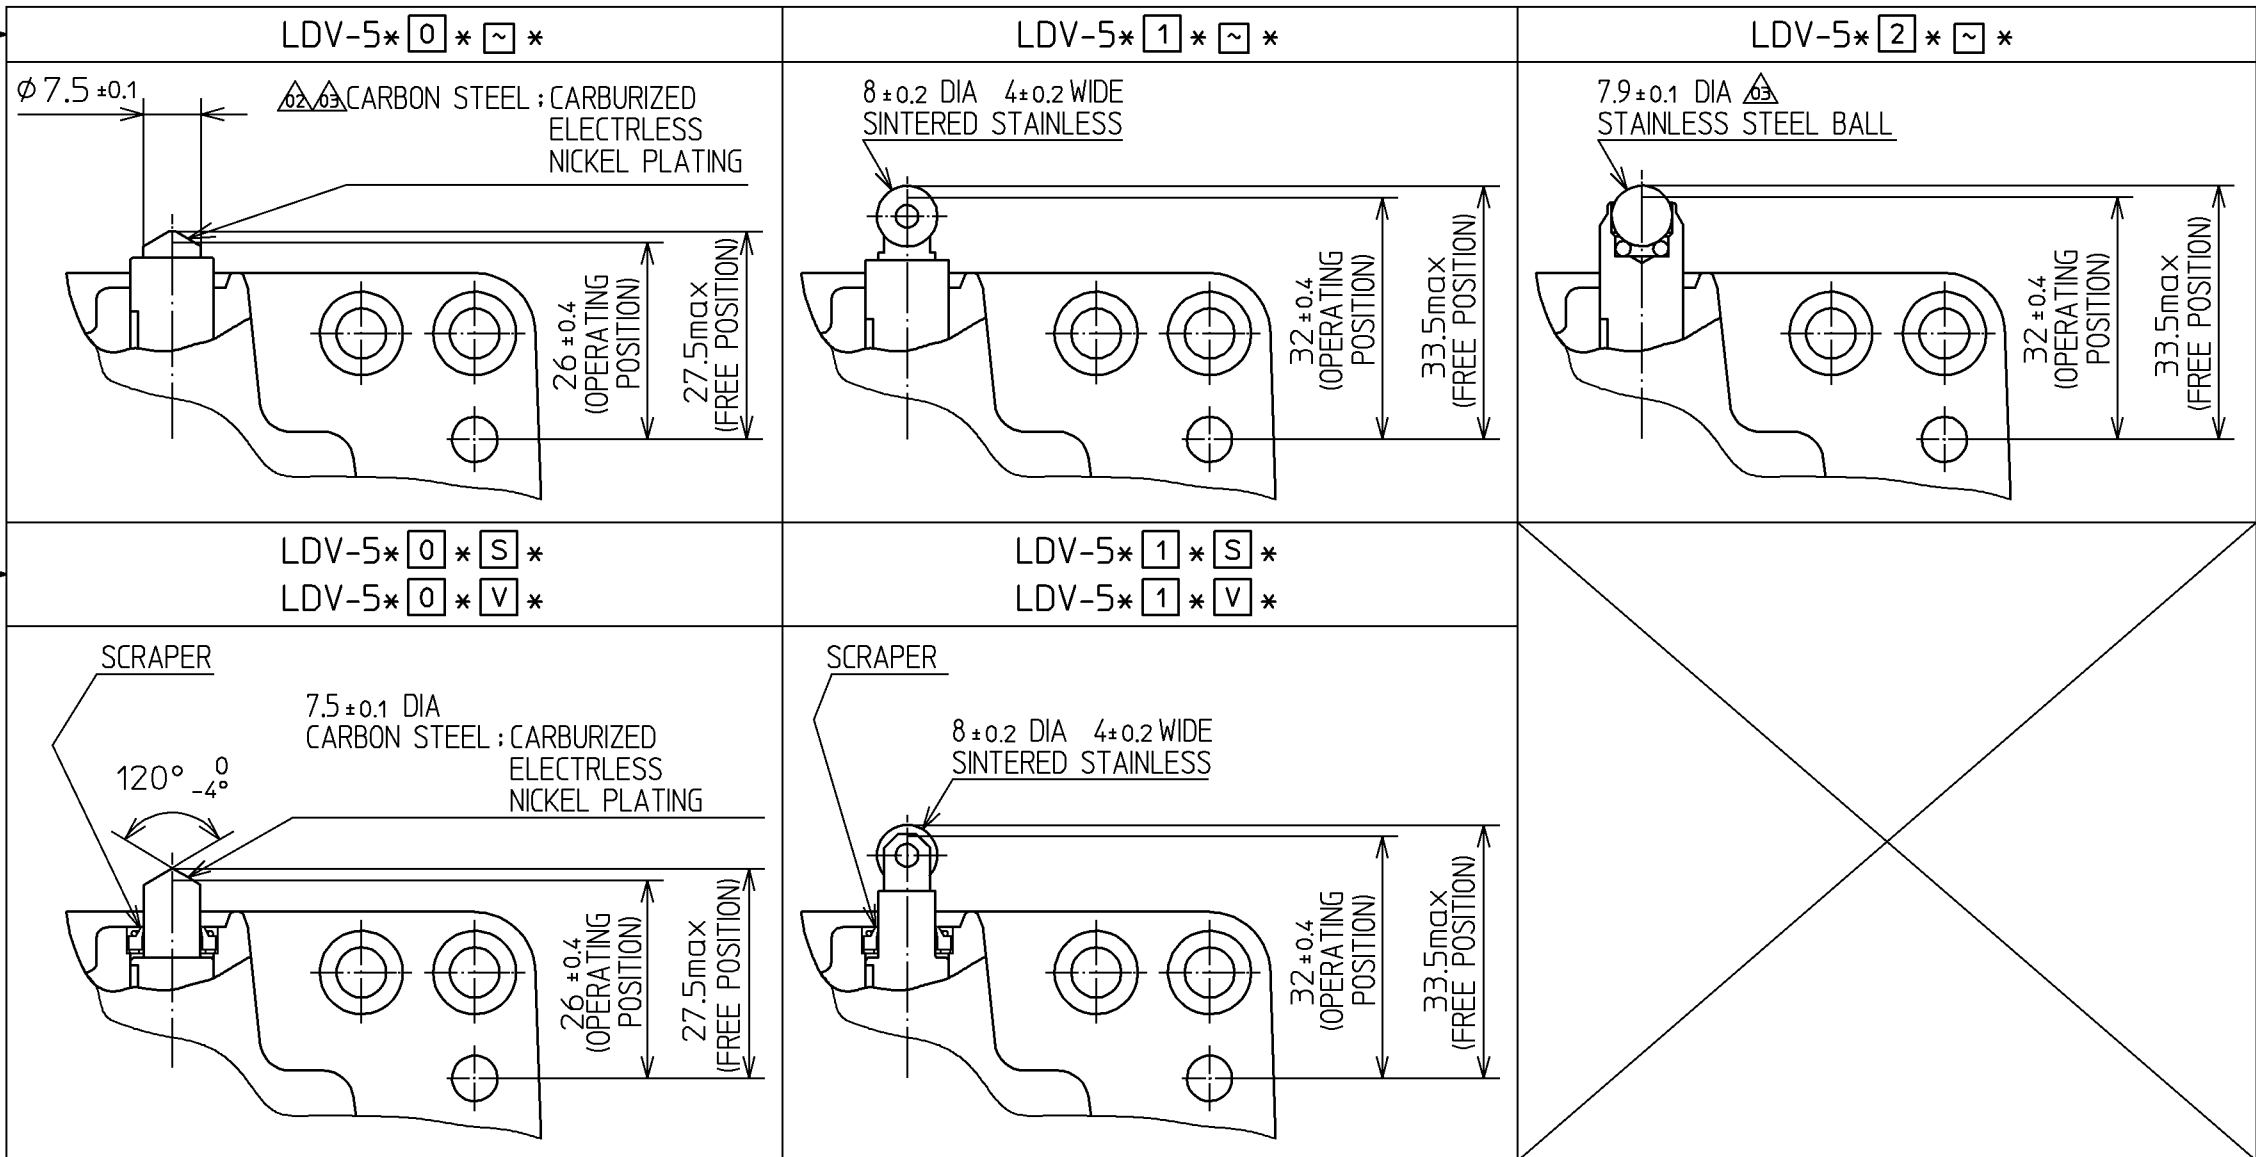 LDV-5* 0 * ~ *
LDV-5* 1 * ~ *
LDV-5* 2 * ~ *
φ7.5 ±0.1
02 03 CARBON STEEL : CARBURIZED
ELECTRLESS
NICKEL PLATING
26 ±0.4
(OPERATING
POSITION)
27.5max
(FREE POSITION)
8±0.2 DIA 4±0.2 WIDE
SINTERED STAINLESS
32 ±0.4
(OPERATING
POSITION)
33.5max
(FREE POSITION)
7.9±0.1 DIA 03
STAINLESS STEEL BALL
32 ±0.4
(OPERATING
POSITION)
33.5max
(FREE POSITION)
LDV-5* 0 * S *
LDV-5* 0 * V *
LDV-5* 1 * S *
LDV-5* 1 * V *
SCRAPER
7.5±0.1 DIA
CARBON STEEL : CARBURIZED
ELECTRLESS
NICKEL PLATING
120° 0 -4°
26 ±0.4
(OPERATING
POSITION)
27.5max
(FREE POSITION)
SCRAPER
8±0.2 DIA 4±0.2 WIDE
SINTERED STAINLESS
32±0.4
(OPERATING
POSITION)
33.5max
(FREE POSITION)